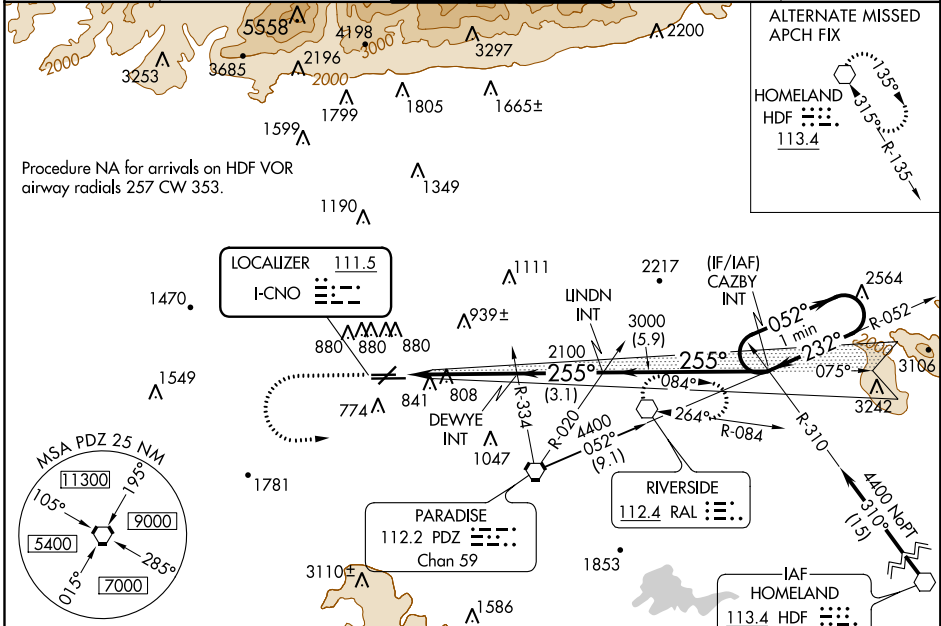 5558
4198
3000
3297
2200
2000
3253
3685
2196
2000
1799
1805
1665±
1599
ALTERNATE MISSED
APCH FIX
135°
315°
HOMELAND
HDF
113.4
R-135
Procedure NA for arrivals on HDF VOR
airway radials 257 CW 353.
1349
1190
LOCALIZER 111.5
I-CNO
1470
1111
2217
(IF/IAF)
CAZBY
INT
2564
LINDN
INT
939±
880
880
880
3000
(5.9)
052°
1 min
232°
R-052
2000
3106
2100
255°
(3.1)
255°
075°
3242
1549
774
841
808
DEWYE
INT
R-334
R-020
084°
264°
R-084
R-310
1047
4400
052°
(9.1)
4400 NoPT
310°
(15)
MSA PDZ 25 NM
11300
105°
195°
9000
5400
015°
285°
7000
1781
PARADISE
112.2 PDZ
Chan 59
RIVERSIDE
112.4 RAL
1853
3110±
1586
IAF
HOMELAND
113.4 HDF